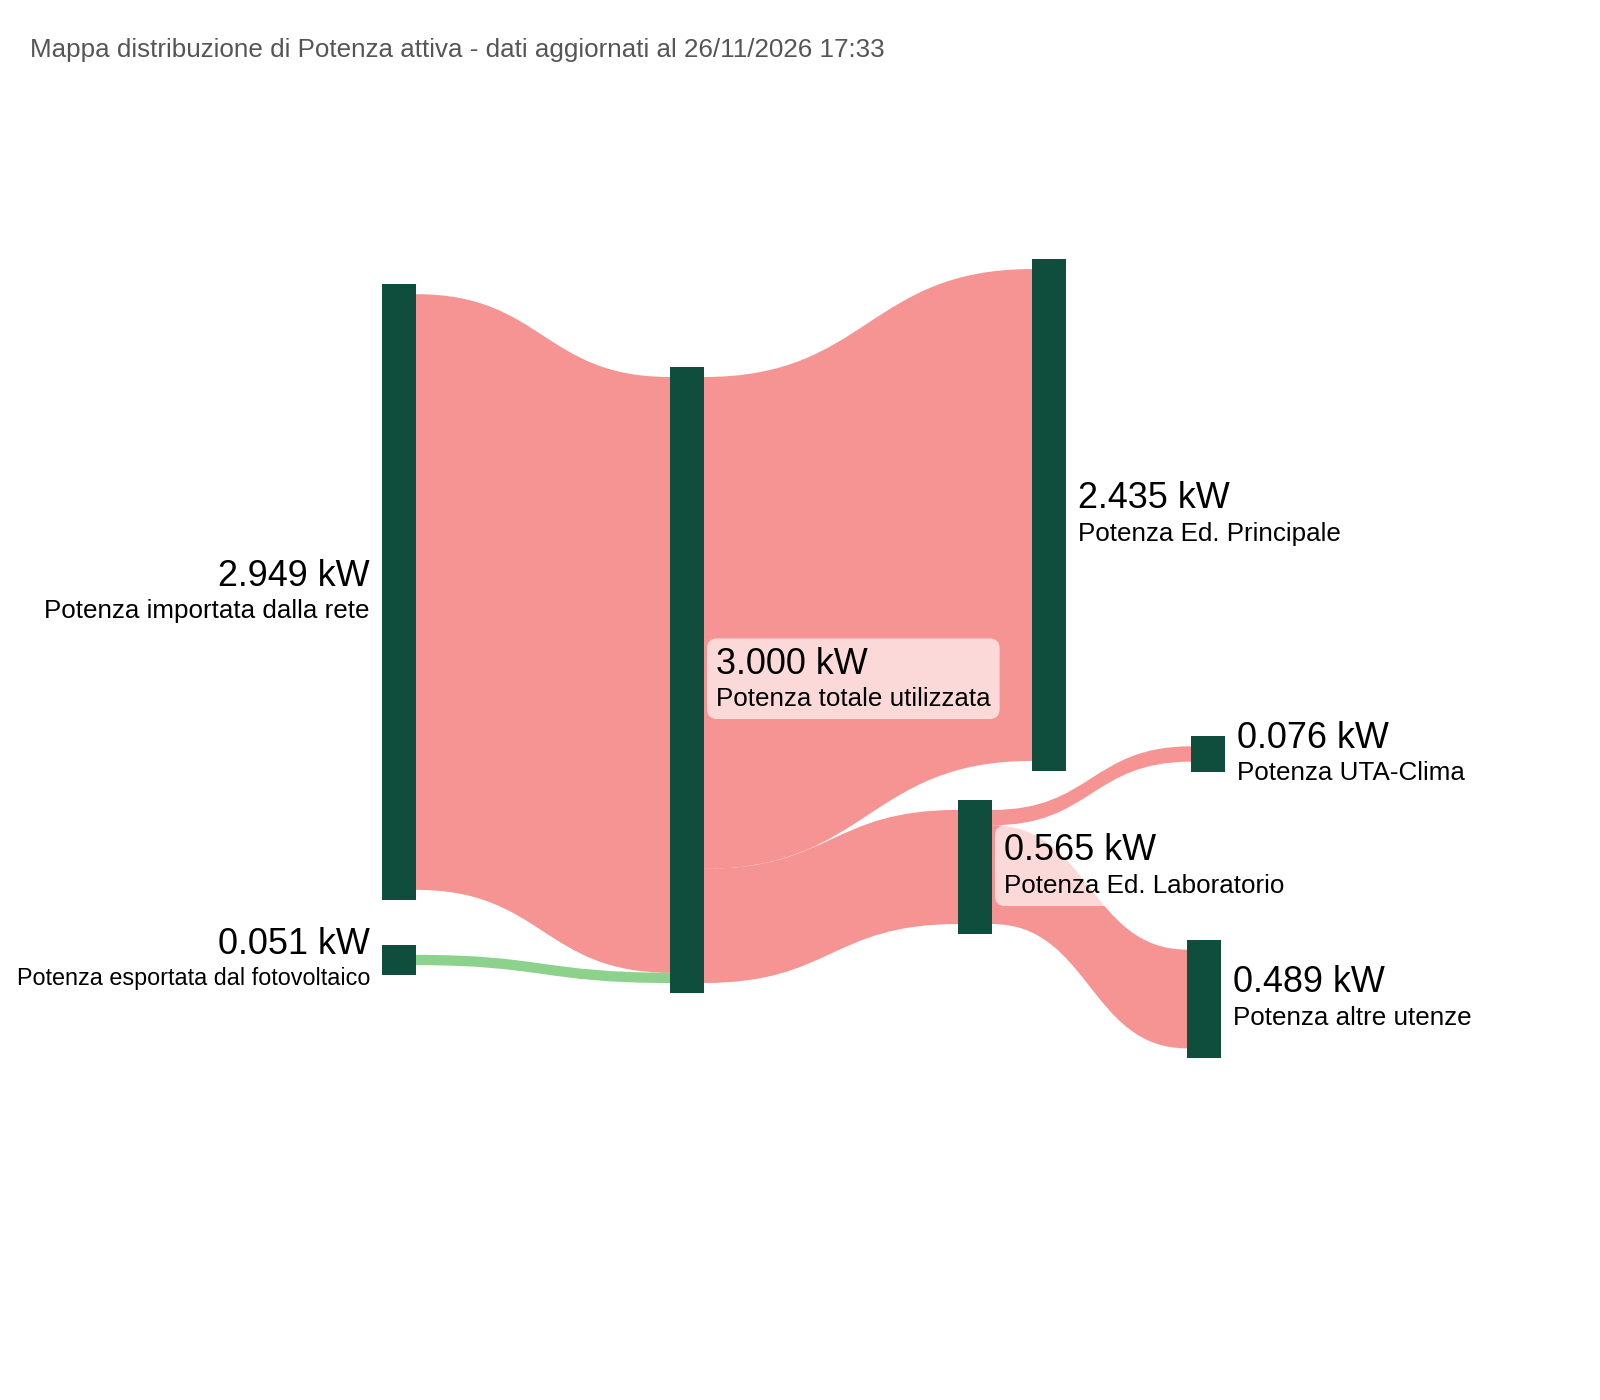 Mappa distribuzione di Potenza attiva - dati aggiornati al 26/11/2026 17:33
2.949 kW
Potenza importata dalla rete
0.051 kW
Potenza esportata dal fotovoltaico
3.000 kW
Potenza totale utilizzata
2.435 kW
Potenza Ed. Principale
0.565 kW
Potenza Ed. Laboratorio
0.076 kW
Potenza UTA-Clima
0.489 kW
Potenza altre utenze